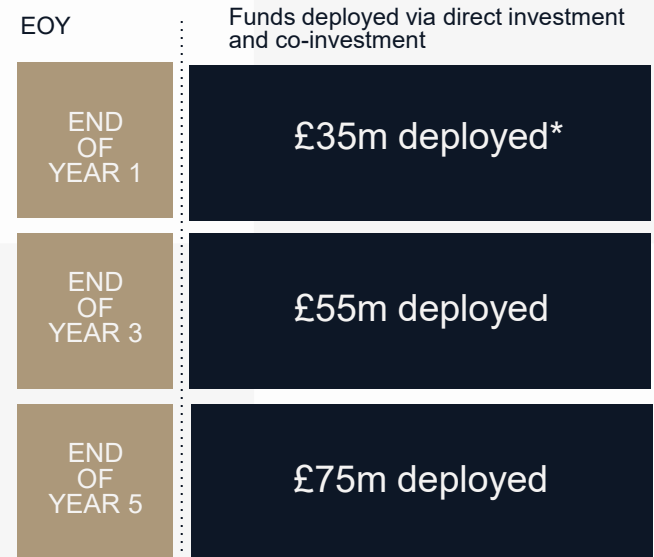 EOY
Funds deployed via direct investment
and co-investment
END
OF
YEAR 1
£35m deployed*
END
OF
YEAR 3
£55m deployed
END
OF
YEAR 5
£75m deployed